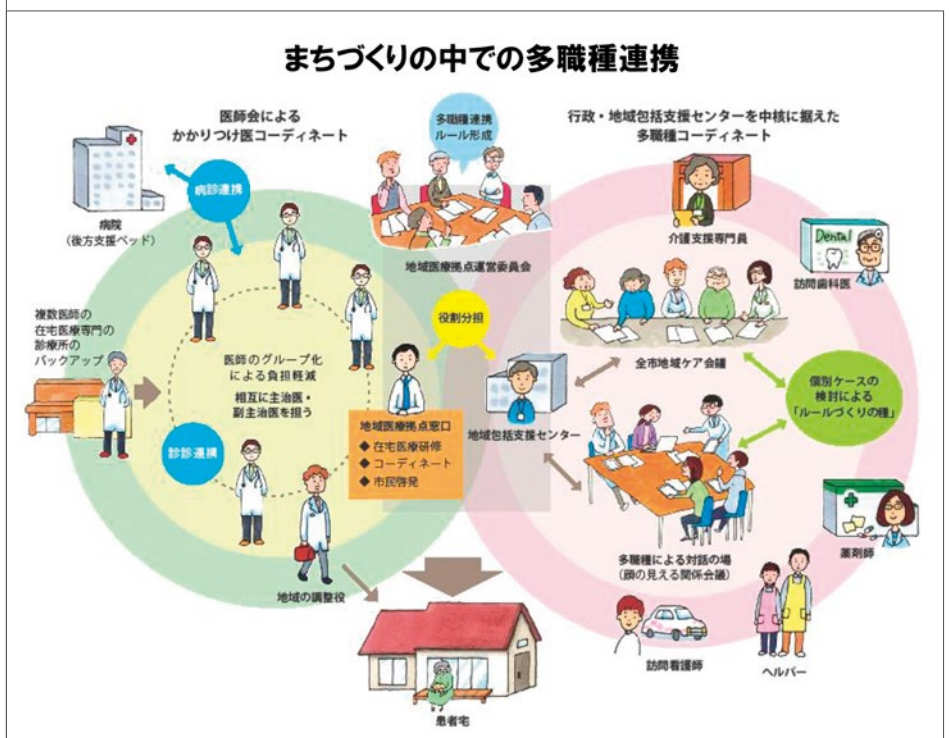 まちづくりの中での多職種連携
医師会による
かかりつけ医コーディネート
多職種連携
ルール形成
行政・地域包括支援センターを中核に据えた
多職種コーディネート
病診連携
病院
（後方支援ベッド）
地域医療拠点運営委員会
介護支援専門員
Dental
訪問歯科医
複数医師の
在宅医療専門の
診療所の
バックアップ
医師のグループ化
による負担軽減
相互に主治医・
副主治医を担う
役割分担
全市地域ケア会議
個別ケースの
検討による
「ルールづくりの種」
地域医療拠点窓口
◆ 在宅医療研修
◆ コーディネート
◆ 市民啓発
地域包括支援センター
診診連携
多職種による対話の場
（顔の見える関係会議）
薬剤師
地域の調整役
訪問看護師
ヘルパー
患者宅